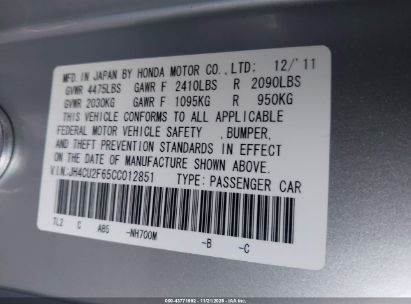 MFD. IN JAPAN BY HONDA MOTOR CO.,LTD: 12/'11
GVWR 4475LBS GAWR F 2410LBS R 2090LBS
GVWR 2030KG GAWR F 1095KG R 950KG
THIS VEHICLE CONFORMS TO ALL APPLICABLE
FEDERAL MOTOR VEHICLE SAFETY ,BUMPER,
AND THEFT PREVENTION STANDARDS IN EFFECT
ON THE DATE OF MANUFACTURE SHOWN ABOVE.
V.I.N:JH4CU2F65CC012851 TYPE: PASSENGER CAR
TL2 C AB5 -NH700M -B -C